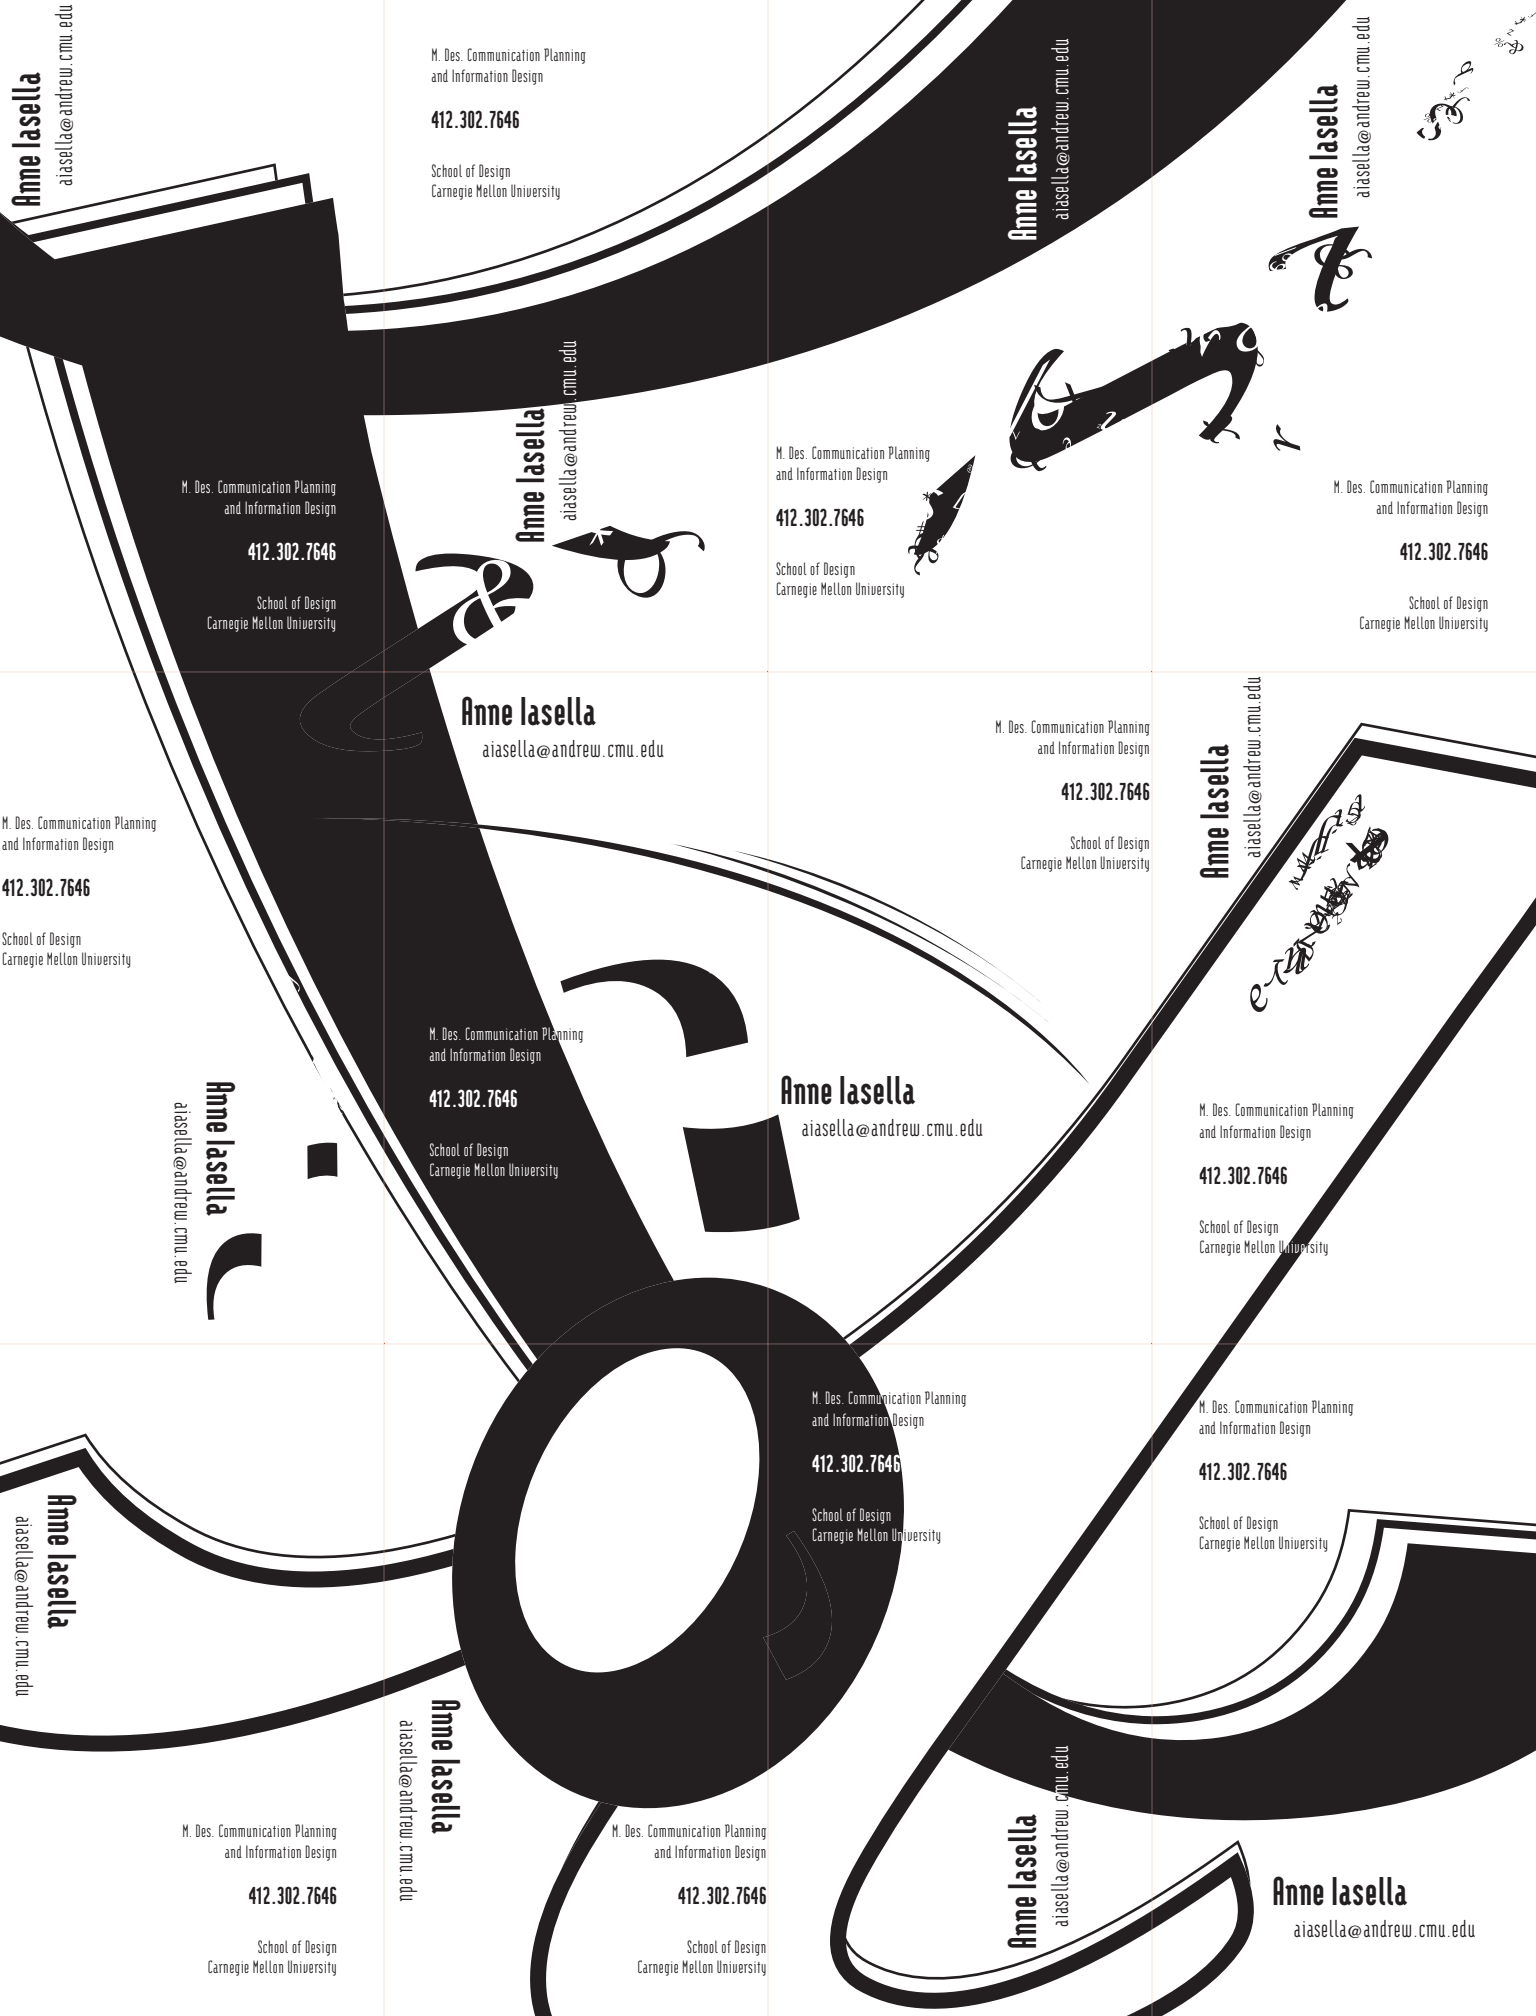 Anne Iasella
aiasella@andrew.cmu.edu
M. Des. Communication Planning
and Information Design
412.302.7646
School of Design
Carnegie Mellon University
M. Des. Communication Planning
and Information Design
412.302.7646
School of Design
Carnegie Mellon University
Anne Iasella
aiasella@andrew.cmu.edu
Anne Iasella
aiasella@andrew.cmu.edu
M. Des. Communication Planning
and Information Design
412.302.7646
School of Design
Carnegie Mellon University
Anne Iasella
aiasella@andrew.cmu.edu
M. Des. Communication Planning
and Information Design
412.302.7646
School of Design
Carnegie Mellon University
M. Des. Communication Planning
and Information Design
412.302.7646
School of Design
Carnegie Mellon University
Anne Iasella
aiasella@andrew.cmu.edu
Anne Iasella
aiasella@andrew.cmu.edu
M. Des. Communication Planning
and Information Design
412.302.7646
School of Design
Carnegie Mellon University
M. Des. Communication Planning
and Information Design
412.302.7646
School of Design
Carnegie Mellon University
Anne Iasella
aiasella@andrew.cmu.edu
Anne Iasella
aiasella@andrew.cmu.edu
M. Des. Communication Planning
and Information Design
412.302.7646
School of Design
Carnegie Mellon University
Anne Iasella
aiasella@andrew.cmu.edu
M. Des. Communication Planning
and Information Design
412.302.7646
School of Design
Carnegie Mellon University
Anne Iasella
aiasella@andrew.cmu.edu
M. Des. Communication Planning
and Information Design
412.302.7646
School of Design
Carnegie Mellon University
M. Des. Communication Planning
and Information Design
412.302.7646
School of Design
Carnegie Mellon University
Anne Iasella
aiasella@andrew.cmu.edu
M. Des. Communication Planning
and Information Design
412.302.7646
School of Design
Carnegie Mellon University
Anne Iasella
aiasella@andrew.cmu.edu